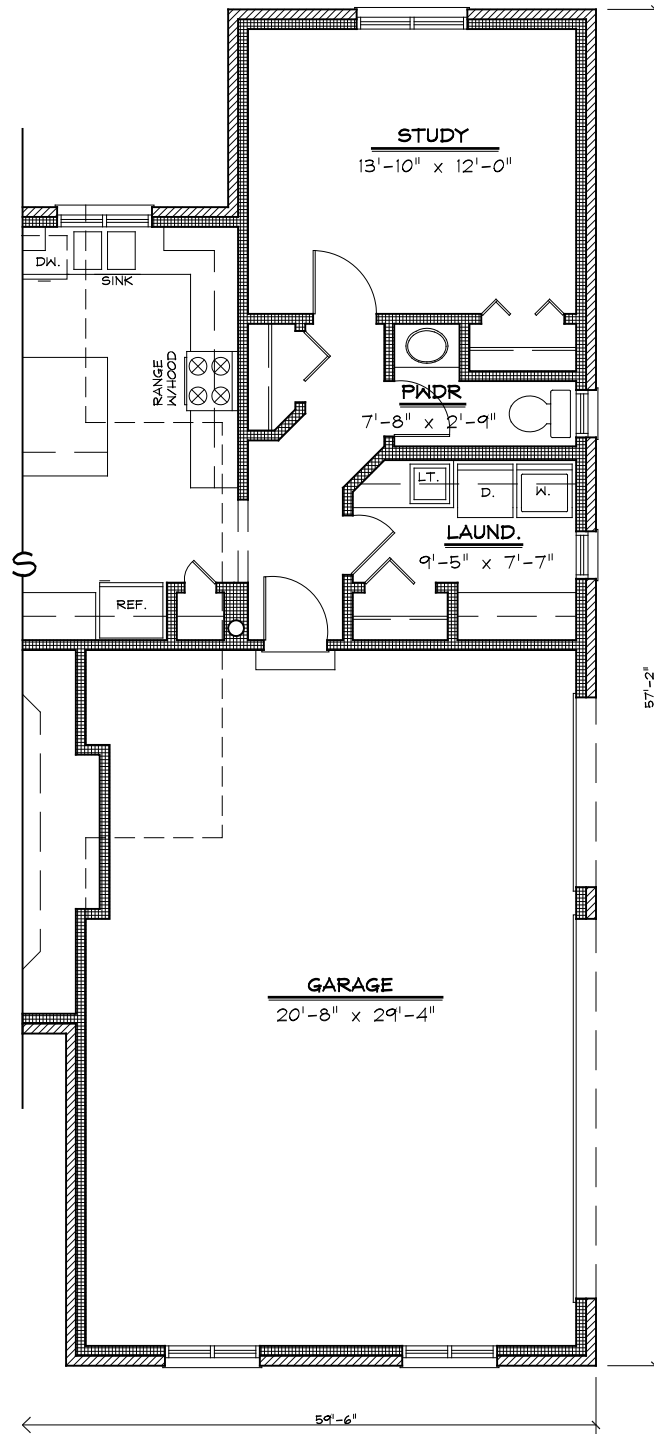 STUDY
13'-10" x 12'-0"
DW.
SINK
RANGE
W/HOOD
PWDR
7'-8" x 2'-9"
LT.
D.
W.
LAUND.
9'-5" x 7'-7"
S
REF.
57'-2"
GARAGE
20'-8" x 29'-4"
59'-6"